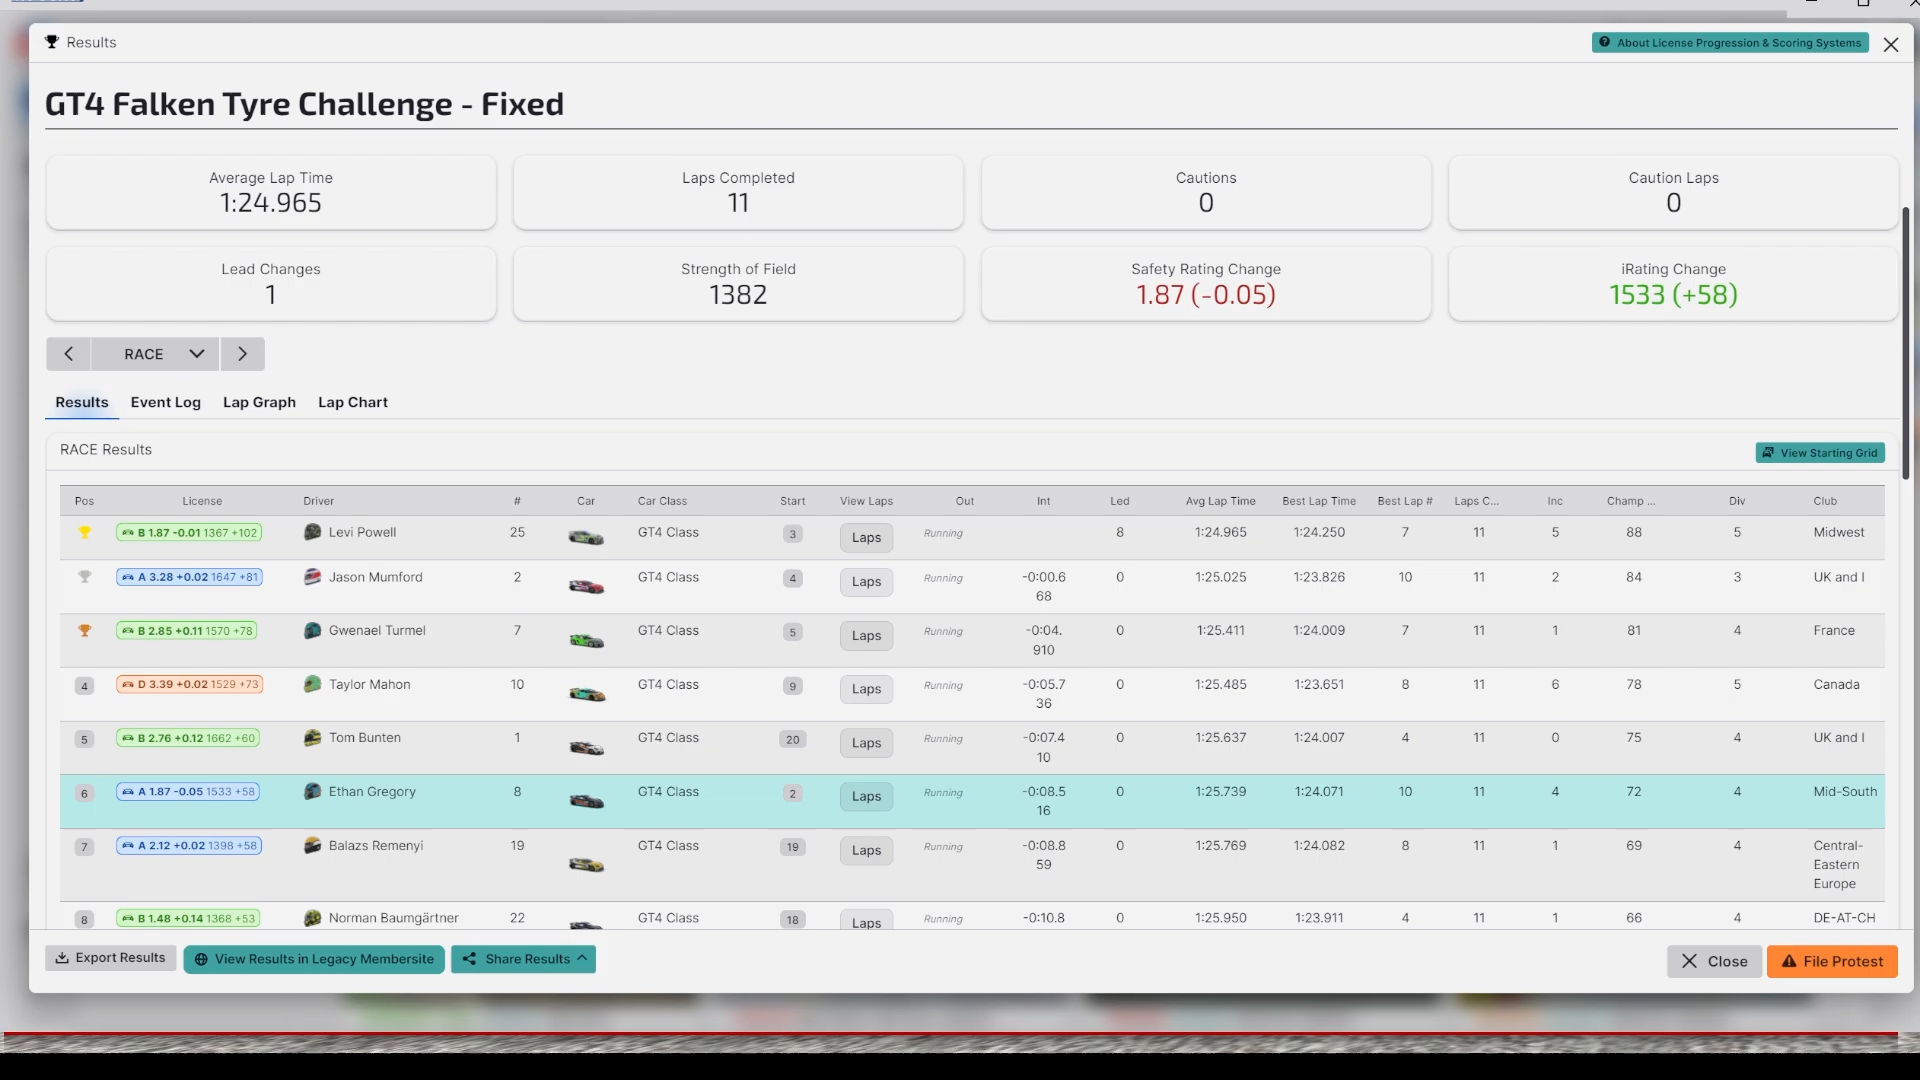 Results
About License Progression & Scoring Systems
GT4 Falken Tyre Challenge - Fixed
Average Lap Time
1:24.965
Laps Completed
11
Cautions
0
Caution Laps
0
Lead Changes
1
Strength of Field
1382
Safety Rating Change
1.87 (-0.05)
iRating Change
1533 (+58)
RACE
Results Event Log Lap Graph Lap Chart
RACE Results
View Starting Grid
Pos License Driver # Car Car Class Start View Laps Out Int Led Avg Lap Time Best Lap Time Best Lap # Laps C... Inc Champ ... Div Club
B 1.87 -0.01 1367 +102 Levi Powell 25 GT4 Class 3 Laps Running 8 1:24.965 1:24.250 7 11 5 88 5 Midwest
A 3.28 +0.02 1647 +81 Jason Mumford 2 GT4 Class 4 Laps Running -0:00.6 0 1:25.025 1:23.826 10 11 2 84 3 UK and I
68
B 2.85 +0.11 1570 +78 Gwenael Turmel 7 GT4 Class 5 Laps Running -0:04. 0 1:25.411 1:24.009 7 11 1 81 4 France
910
4 D 3.39 +0.02 1529 +73 Taylor Mahon 10 GT4 Class 9 Laps Running -0:05.7 0 1:25.485 1:23.651 8 11 6 78 5 Canada
36
5 B 2.76 +0.12 1662 +60 Tom Bunten 1 GT4 Class 20 Laps Running -0:07.4 0 1:25.637 1:24.007 4 11 0 75 4 UK and I
10
6 A 1.87 -0.05 1533 +58 Ethan Gregory 8 GT4 Class 2 Laps Running -0:08.5 0 1:25.739 1:24.071 10 11 4 72 4 Mid-South
16
7 A 2.12 +0.02 1398 +58 Balazs Remenyi 19 GT4 Class 19 Laps Running -0:08.8 0 1:25.769 1:24.082 8 11 1 69 4 Central-
59 Eastern
Europe
8 B 1.48 +0.14 1368 +53 Norman Baumgärtner 22 GT4 Class 18 Laps Running -0:10.8 0 1:25.950 1:23.911 4 11 1 66 4 DE-AT-CH
Export Results View Results in Legacy Membersite Share Results Close File Protest